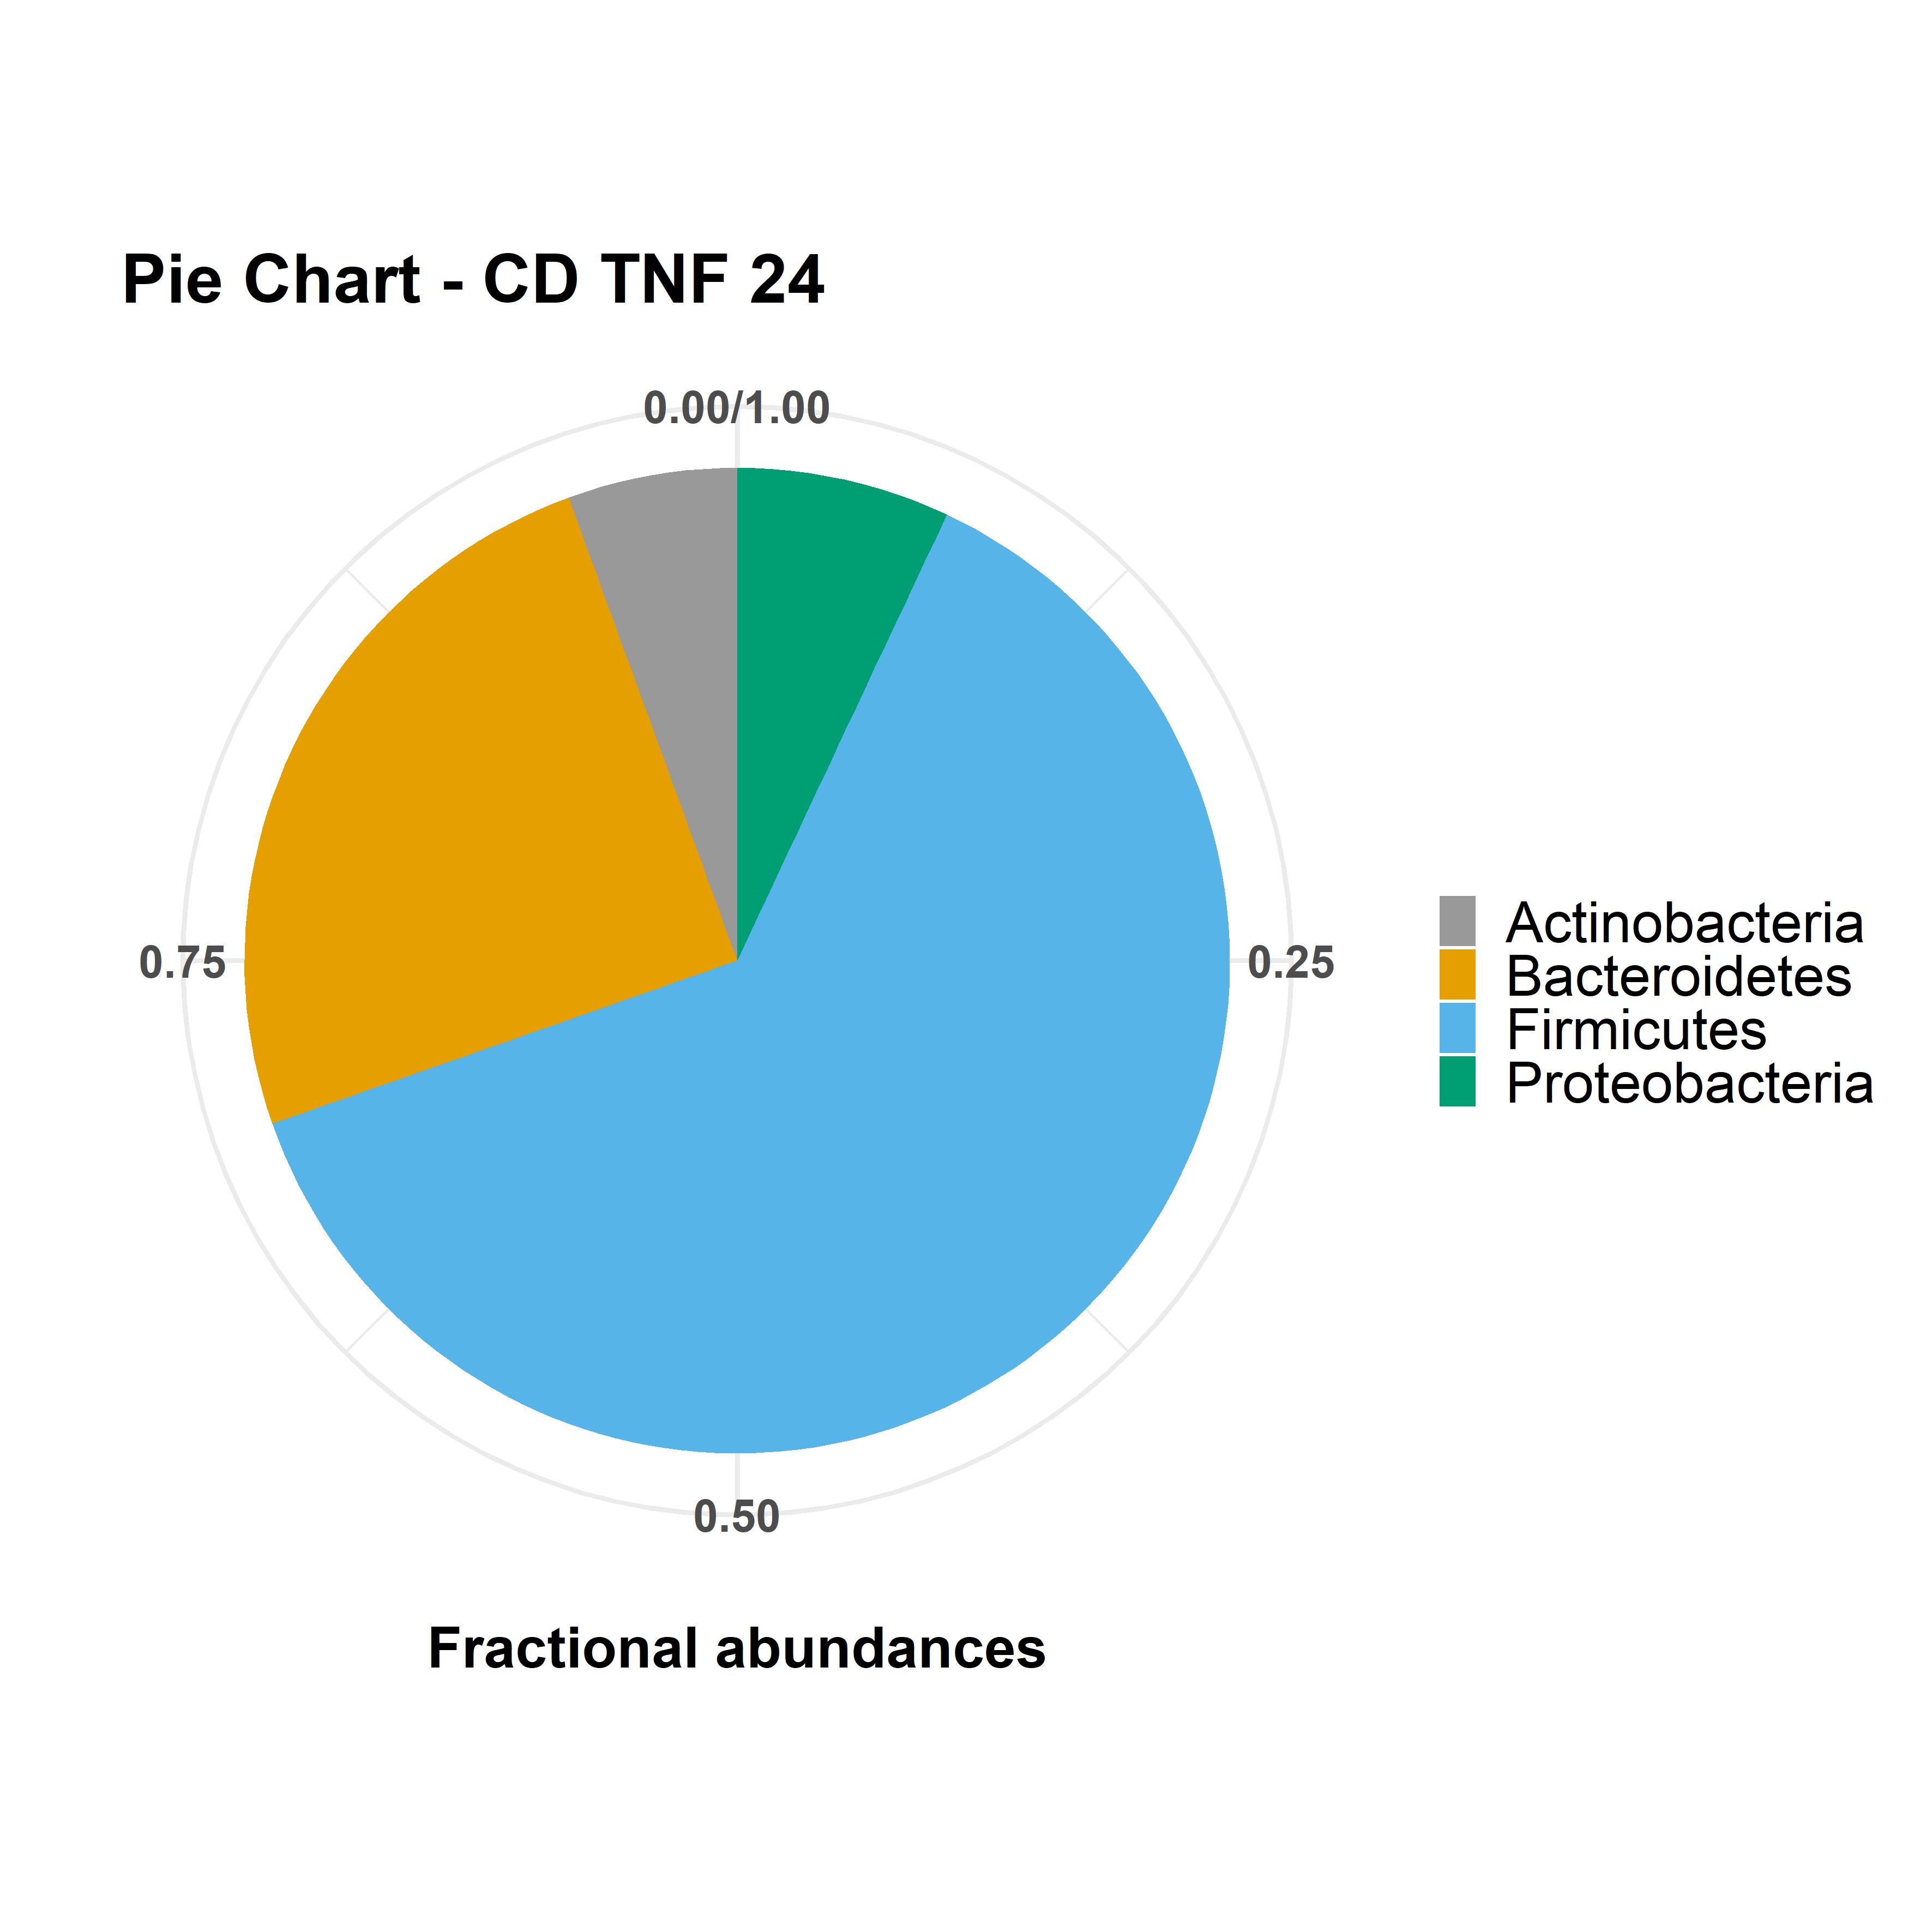 Pie Chart - CD TNF 24
0.00/1.00
0.75
0.25
0.50
Actinobacteria
Bacteroidetes
Firmicutes
Proteobacteria
Fractional abundances